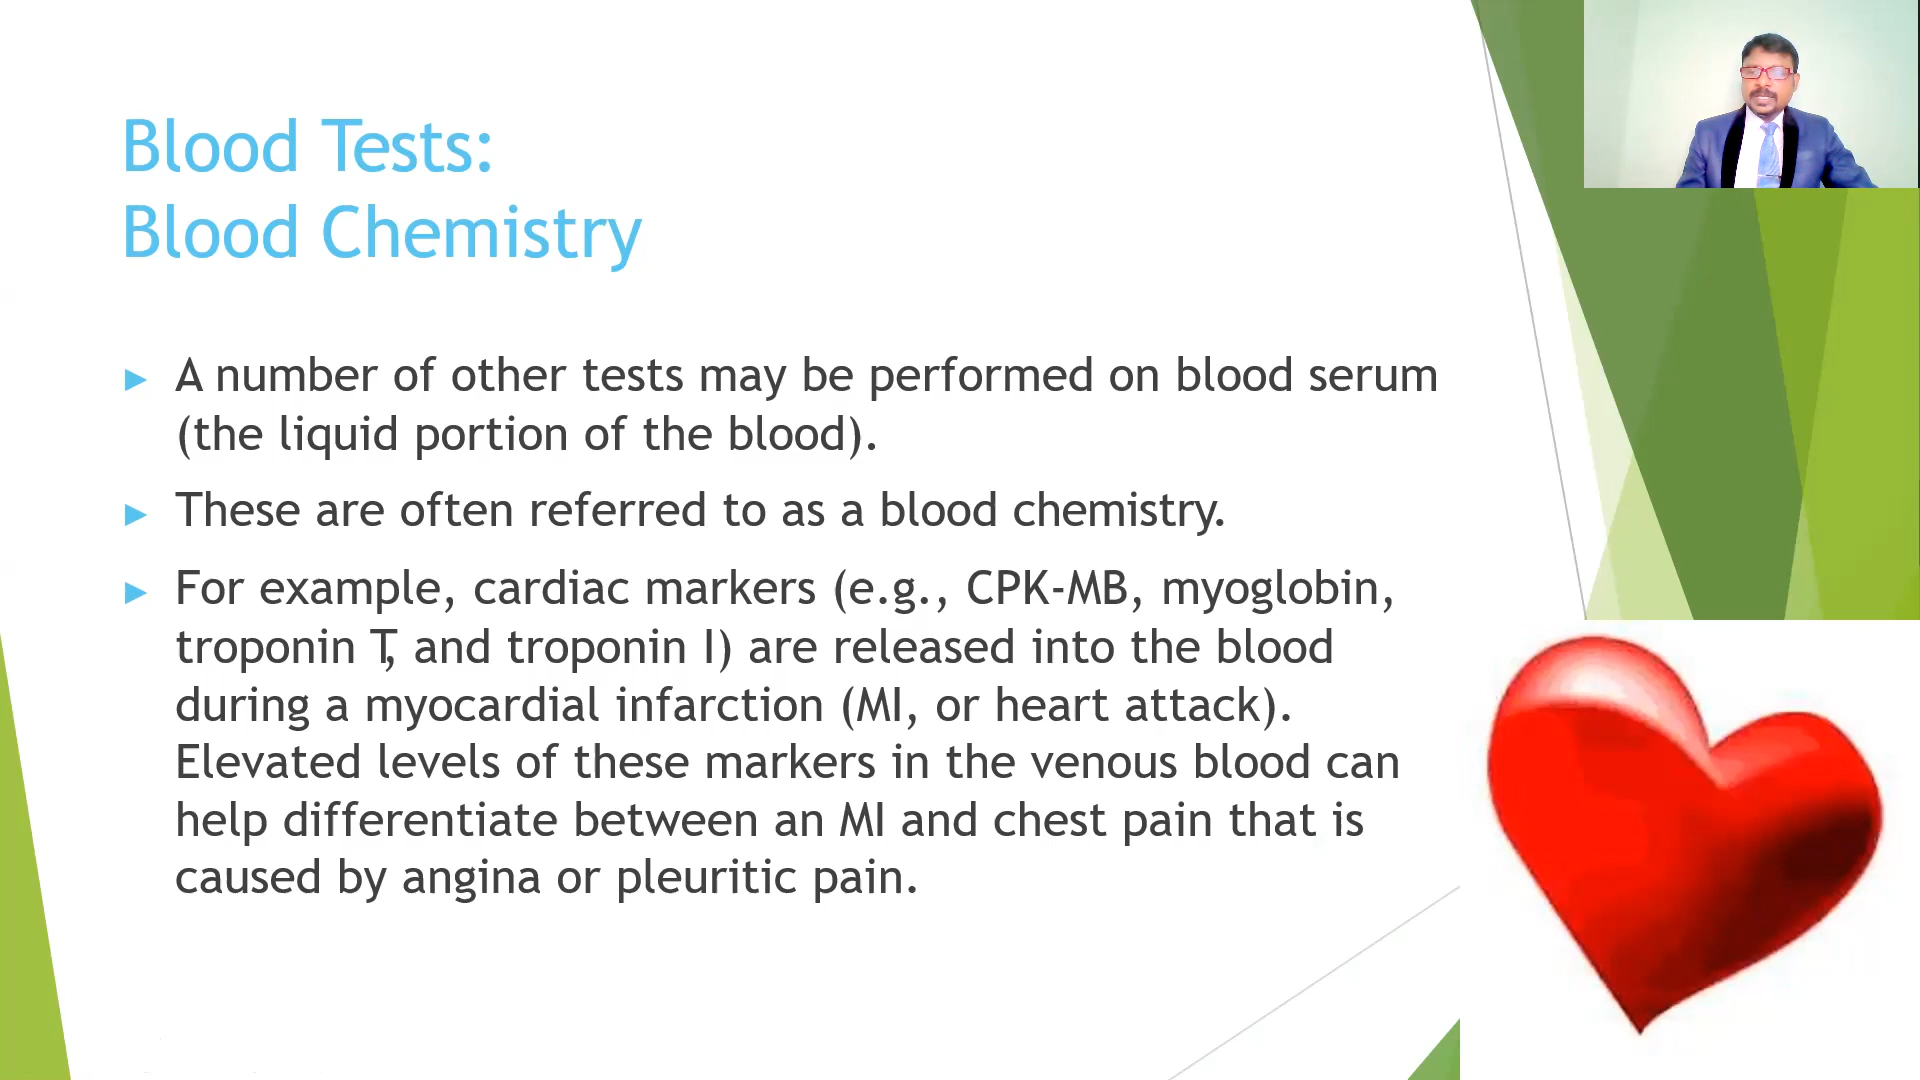 Blood Tests:
Blood Chemistry
► A number of other tests may be performed on blood serum
(the liquid portion of the blood).
► These are often referred to as a blood chemistry.
► For example, cardiac markers (e.g., CPK-MB, myoglobin,
troponin T, and troponin I) are released into the blood
during a myocardial infarction (MI, or heart attack).
Elevated levels of these markers in the venous blood can
help differentiate between an MI and chest pain that is
caused by angina or pleuritic pain.